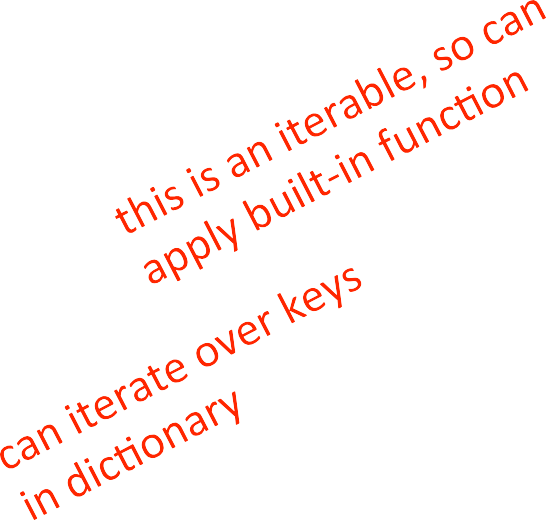 this is an iterable, so can
apply built-in function
can iterate over keys
in dictionary